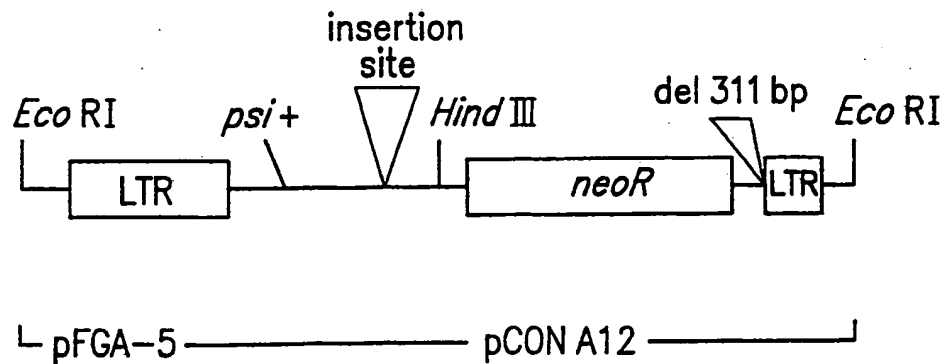 insertion
site
del 311 bp
Eco RI
psi +
Hind III
Eco RI
LTR
neoR
LTR
pFGA-5
pCON A12